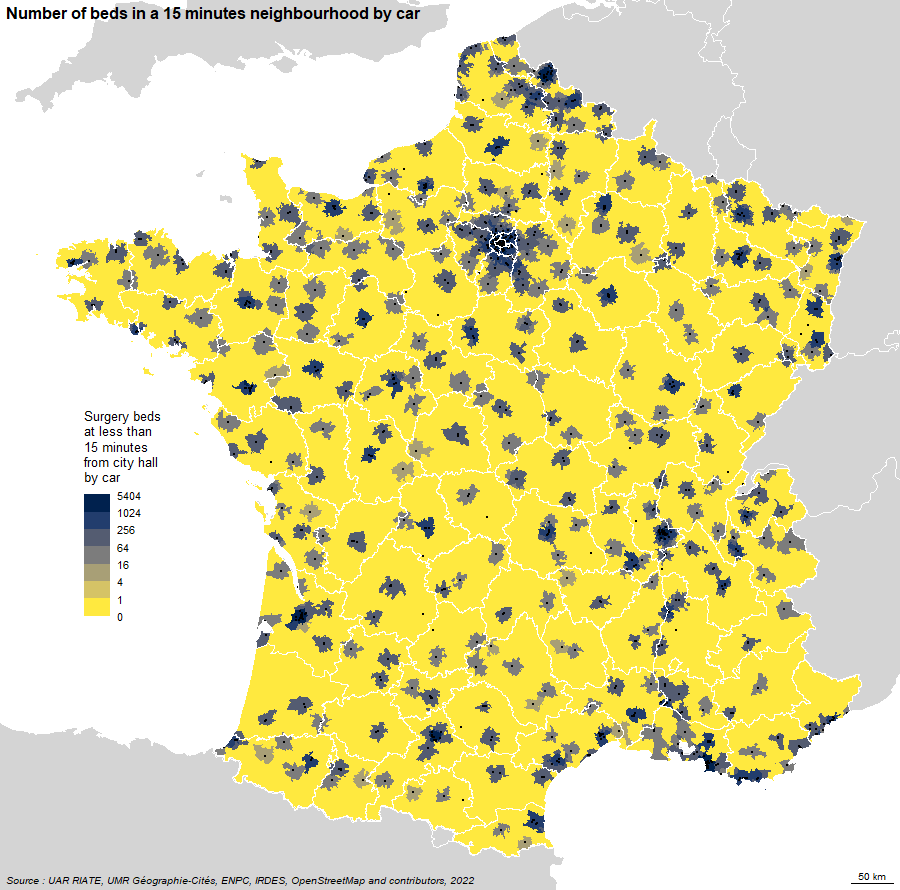 Number of beds in a 15 minutes neighbourhood by car
Surgery beds
at less than
15 minutes
from city hall
by car
5404
1024
256
64
16
4
1
0
50 km
Source : UAR RIATE, UMR Géographie-Cités, ENPC, IRDES, OpenStreetMap and contributors, 2022